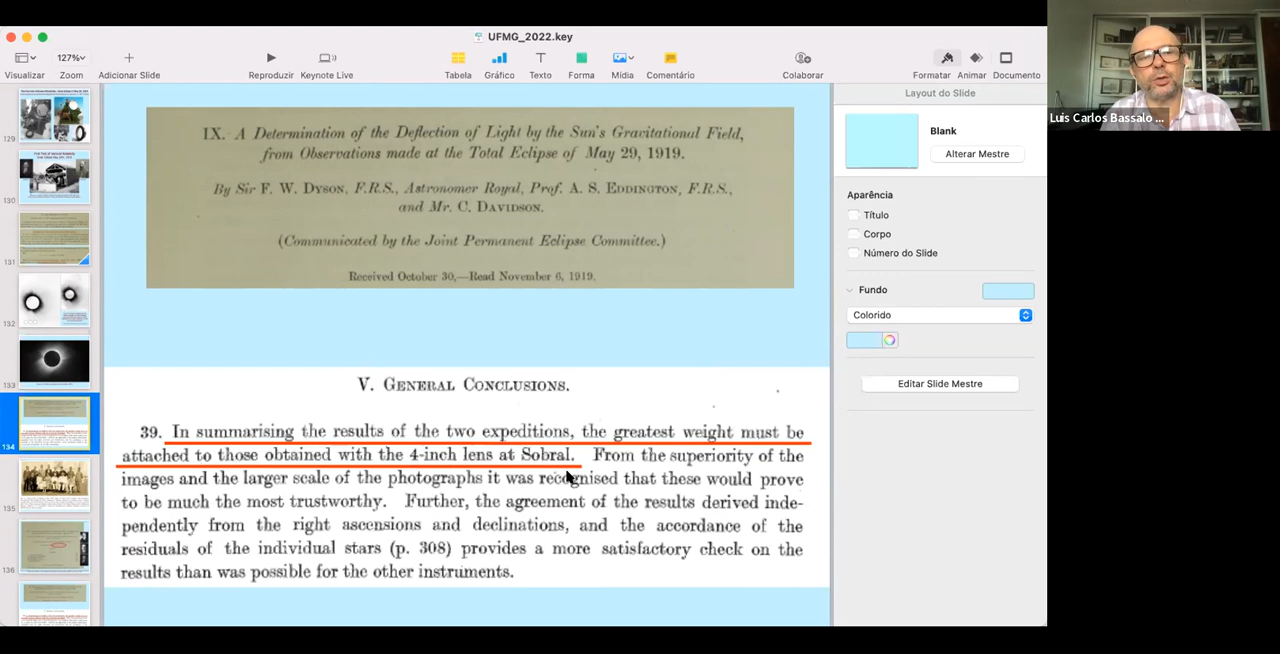 UFMG_2022.key
127%
Visualizar
Zoom
Adicionar Slide
Reproduzir
Keynote Live
Tabela
Gráfico
Texto
Forma
Mídia
Comentário
Colaborar
Formatar
Animar
Documento
129
130
131
132
133
134
135
136
IX. A Determination of the Deflection of Light by the Sun's Gravitational Field,
from Observations made at the Total Eclipse of May 29, 1919.
By Sir F. W. DYSON, F.R.S., Astronomer Royal, Prof. A. S. EDDINGTON, F.R.S.,
and Mr. C. DAVIDSON.
(Communicated by the Joint Permanent Eclipse Committee.)
Received October 30,—Read November 6, 1919.
V. GENERAL CONCLUSIONS.
39. In summarising the results of the two expeditions, the greatest weight must be
attached to those obtained with the 4-inch lens at Sobral. From the superiority of the
images and the larger scale of the photographs it was recognised that these would prove
to be much the most trustworthy. Further, the agreement of the results derived inde-
pendently from the right ascensions and declinations, and the accordance of the
residuals of the individual stars (p. 308) provides a more satisfactory check on the
results than was possible for the other instruments.
Layout do Slide
Blank
Alterar Mestre
Aparência
Título
Corpo
Número do Slide
Fundo
Colorido
Editar Slide Mestre
Luis Carlos Bassalo ...